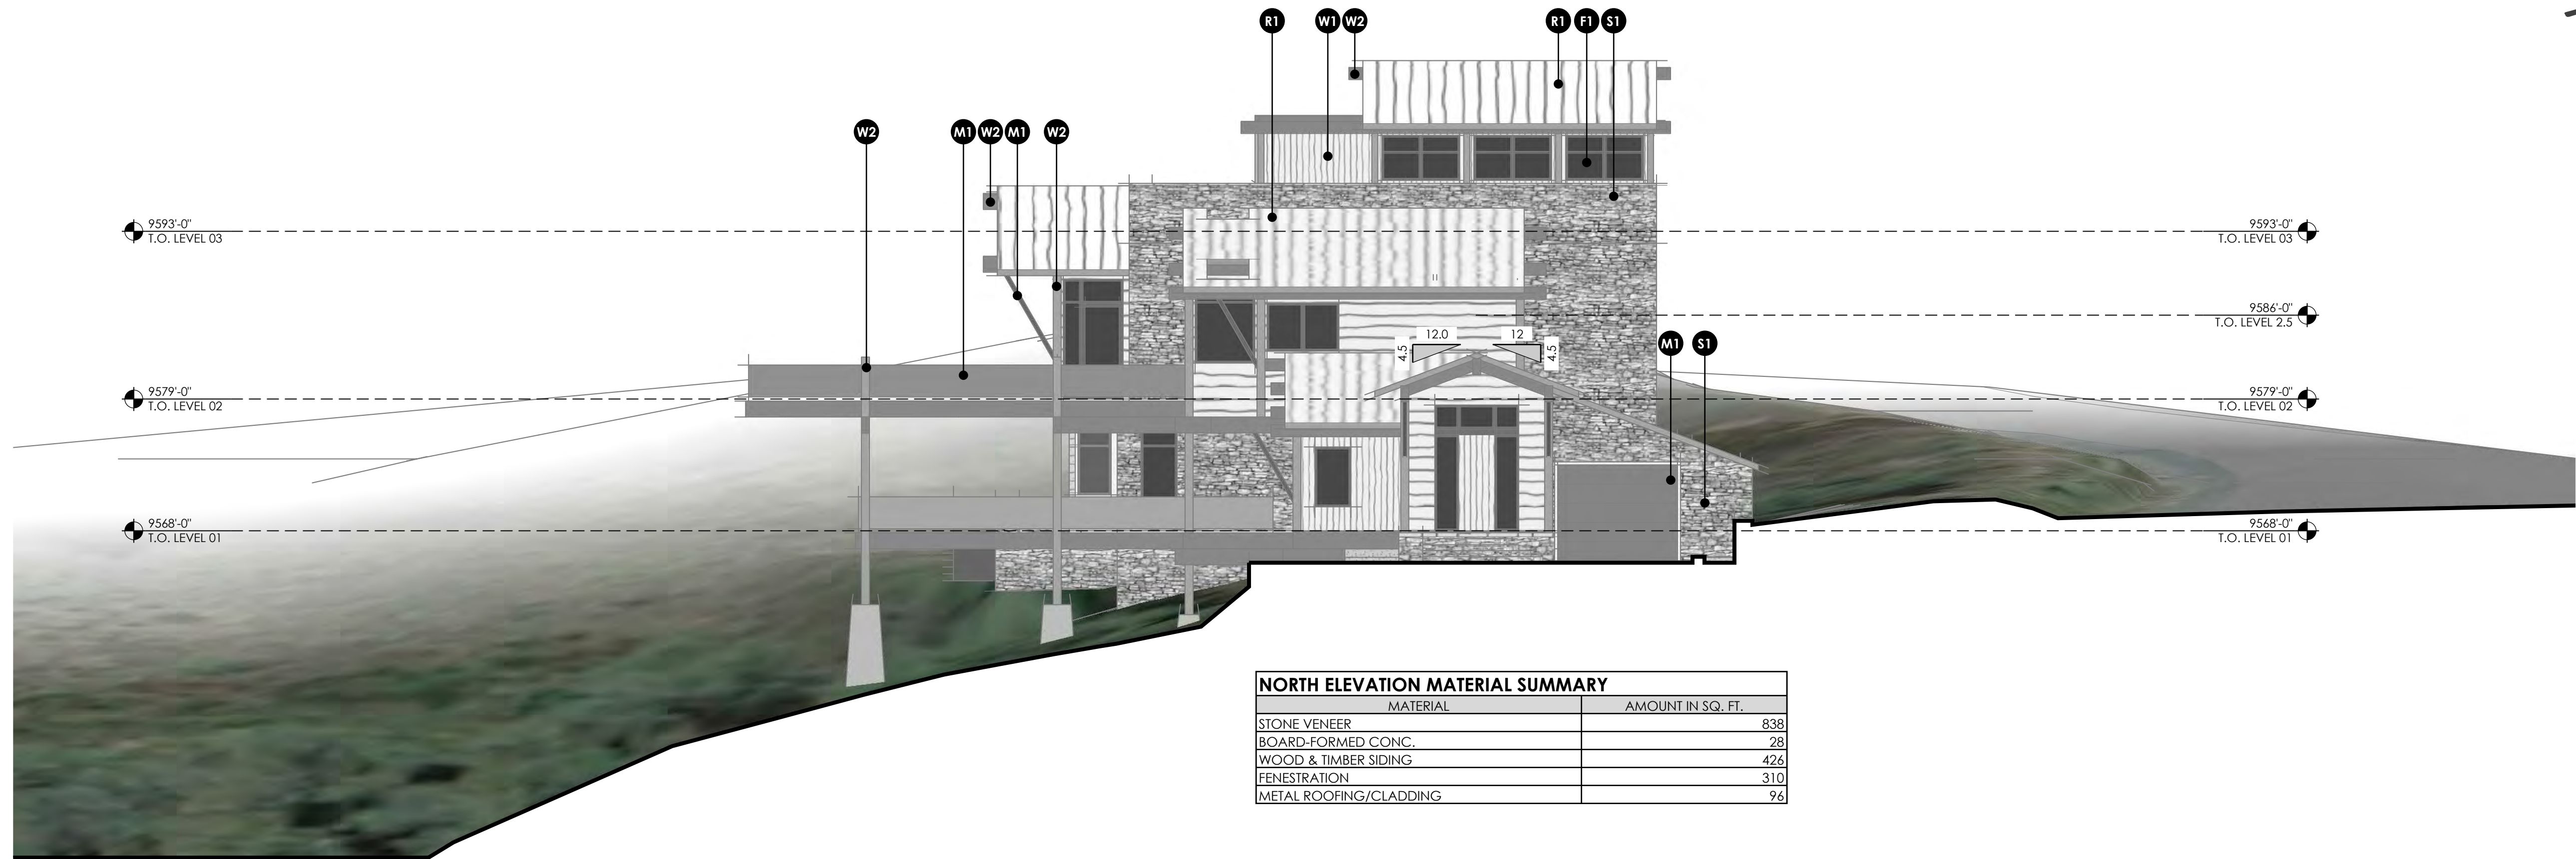 R1 W1 W2 R1 F1 S1
W2 M1 W2 M1 W2
9593'-0" 9593'-0"
T.O. LEVEL 03 T.O. LEVEL 03
9586'-0"
T.O. LEVEL 2.5
12.0 12
4.5 4.5
M1 S1
9579'-0" 9579'-0"
T.O. LEVEL 02 T.O. LEVEL 02
9568'-0" 9568'-0"
T.O. LEVEL 01 T.O. LEVEL 01
NORTH ELEVATION MATERIAL SUMMARY
MATERIAL AMOUNT IN SQ. FT.
STONE VENEER 838
BOARD-FORMED CONC. 28
WOOD & TIMBER SIDING 426
FENESTRATION 310
METAL ROOFING/CLADDING 96